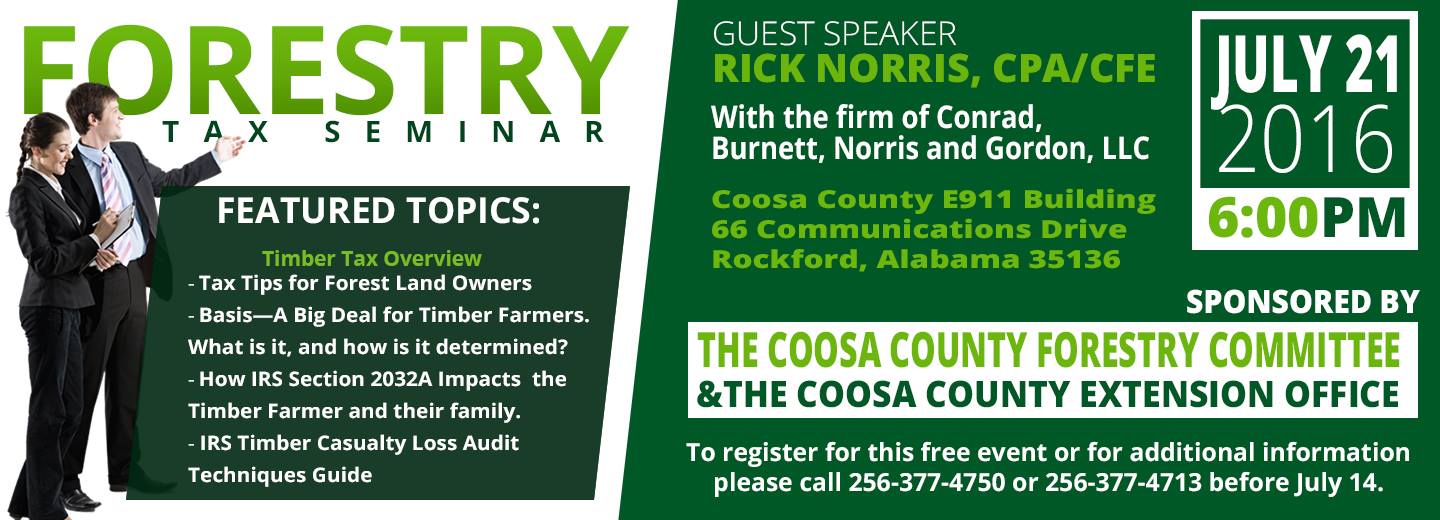 FORESTRY
TAX SEMINAR
FEATURED TOPICS:
Timber Tax Overview
- Tax Tips for Forest Land Owners
- Basis—A Big Deal for Timber Farmers.
What is it, and how is it determined?
- How IRS Section 2032A Impacts  the
Timber Farmer and their family.
- IRS Timber Casualty Loss Audit
Techniques Guide
GUEST SPEAKER
RICK NORRIS, CPA/CFE
With the firm of Conrad,
Burnett, Norris and Gordon, LLC
Coosa County E911 Building
66 Communications Drive
Rockford, Alabama 35136
JULY 21
2016
6:00PM
SPONSORED BY
THE COOSA COUNTY FORESTRY COMMITTEE
&THE COOSA COUNTY EXTENSION OFFICE
To register for this free event or for additional information
please call 256-377-4750 or 256-377-4713 before July 14.